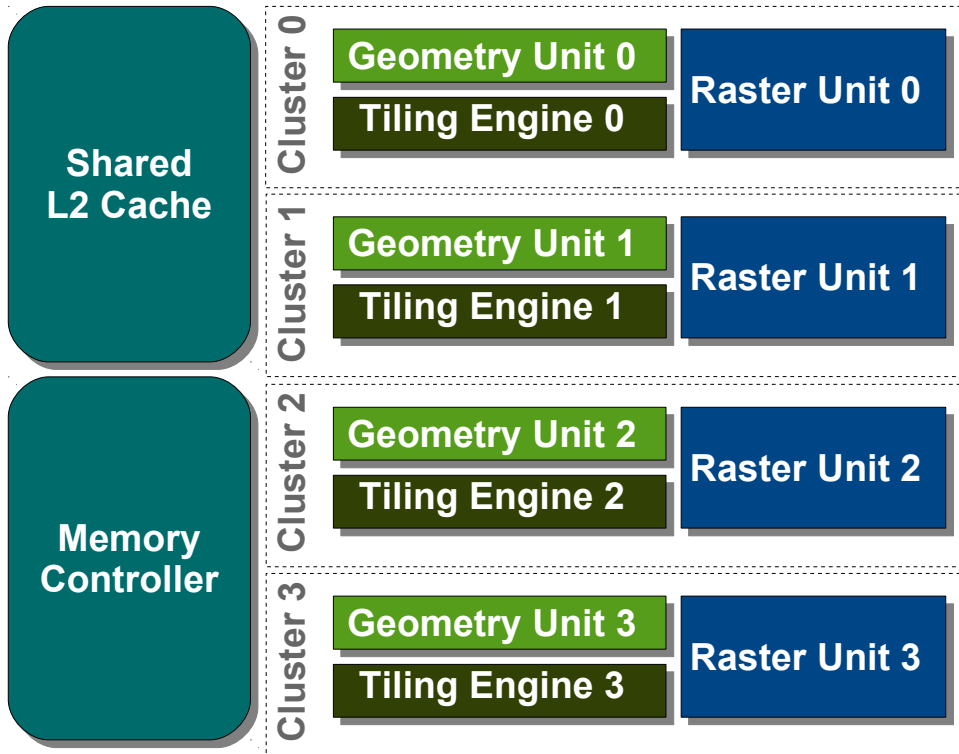 Shared
L2 Cache
Memory
Controller
Cluster 0
Geometry Unit 0
Tiling Engine 0
Raster Unit 0
Cluster 1
Geometry Unit 1
Tiling Engine 1
Raster Unit 1
Cluster 2
Geometry Unit 2
Tiling Engine 2
Raster Unit 2
Cluster 3
Geometry Unit 3
Tiling Engine 3
Raster Unit 3